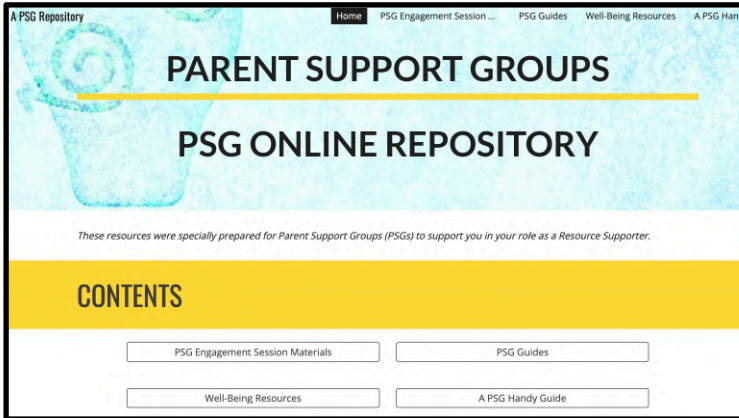 A PSG Repository
Home PSG Engagement Session ... PSG Guides Well-Being Resources A PSG Han
PARENT SUPPORT GROUPS
PSG ONLINE REPOSITORY
These resources were specially prepared for Parent Support Groups (PSGs) to support you in your role as a Resource Supporter.
CONTENTS
PSG Engagement Session Materials PSG Guides
Well-Being Resources A PSG Handy Guide